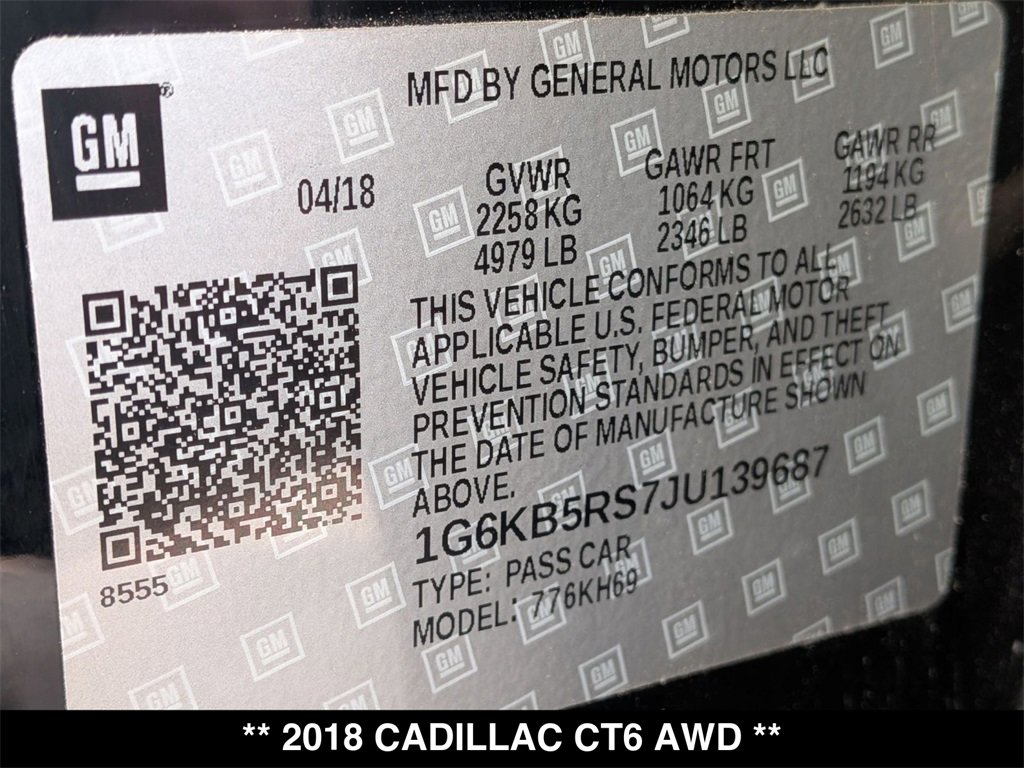 GM
®
MFD BY GENERAL MOTORS LLC
04/18
GVWR GAWR FRT GAWR RR
2258 KG 1064 KG 1194 KG
4979 LB 2346 LB 2632 LB
THIS VEHICLE CONFORMS TO ALL
APPLICABLE U.S. FEDERAL MOTOR
VEHICLE SAFETY, BUMPER, AND THEFT
PREVENTION STANDARDS IN EFFECT ON
THE DATE OF MANUFACTURE SHOWN
ABOVE.
1G6KB5RS7JU139687
TYPE: PASS CAR
MODEL: 776KH69
8555
** 2018 CADILLAC CT6 AWD **